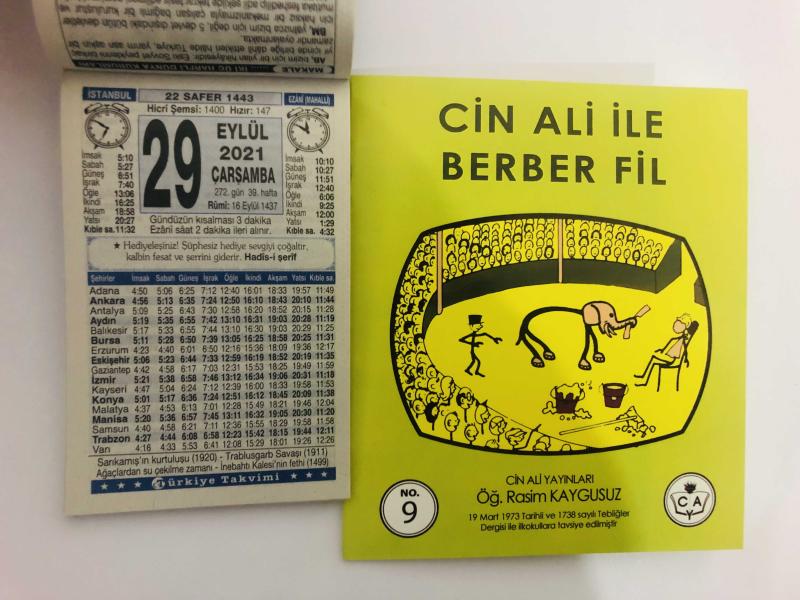 MAKALE
İKİ ÜÇ HARFLİ DÜNYA KURUMLARI
İSTANBUL
22 SAFER 1443
EZÂNİ (MAHALLİ)
Hicri Şemsî: 1400 Hızır: 147
29
EYLÜL
2021
ÇARŞAMBA
272. gün 39. hafta
Rûmî: 16 Eylül 1437
İmsak 5:10
Sabah 5:27
Güneş 6:51
İşrak 7:40
Öğle 13:06
İkindi 16:25
Akşam 18:58
Yatsı 20:27
Kıble sa. 11:32
İmsak 10:10
Sabah 10:27
Güneş 11:51
İşrak 12:40
Öğle 6:06
İkindi 9:25
Akşam 12:00
Yatsı 1:29
Kıble sa. 4:32
Gündüzün kısalması 3 dakika
Ezânî sâat 2 dakika ileri alınır.
★ Hediyeleşiniz! Şüphesiz hediye sevgiyi çoğaltır,
kalbin fesat ve şerrini giderir. Hadis-i şerif
Şehirler İmsak Sabah Güneş İşrak Öğle İkindi Akşam Yatsı Kıble sa.
Adana 4:50 5:06 6:25 7:12 12:40 16:01 18:33 19:57 11:49
Ankara 4:56 5:13 6:35 7:24 12:50 16:10 18:43 20:10 11:44
Antalya 5:09 5:25 6:43 7:30 12:58 16:20 18:52 20:15 11:28
Aydın 5:19 5:35 6:55 7:42 13:10 16:31 19:03 20:28 11:19
Balıkesir 5:17 5:33 6:55 7:44 13:10 16:30 19:03 20:29 11:25
Bursa 5:11 5:28 6:50 7:39 13:05 16:25 18:58 20:25 11:31
Erzurum 4:23 4:40 6:01 6:50 12:16 15:36 18:09 19:36 12:17
Eskişehir 5:06 5:23 6:44 7:33 12:59 16:19 18:52 20:19 11:35
Gaziantep 4:42 4:58 6:17 7:03 12:31 15:53 18:25 19:49 11:59
İzmir 5:21 5:38 6:58 7:46 13:12 16:34 19:06 20:31 11:18
Kayseri 4:47 5:04 6:24 7:12 12:39 16:00 18:33 19:58 11:53
Konya 5:01 5:17 6:36 7:24 12:51 16:12 18:45 20:09 11:38
Malatya 4:37 4:53 6:13 7:01 12:28 15:49 18:21 19:46 12:04
Manisa 5:20 5:36 6:57 7:45 13:11 16:32 19:05 20:30 11:20
Samsun 4:40 4:58 6:21 7:11 12:36 15:55 18:29 19:58 11:58
Trabzon 4:27 4:44 6:08 6:58 12:23 15:42 18:15 19:44 12:11
Van 4:16 4:33 5:53 6:41 12:08 15:29 18:01 19:26 12:26
Sarıkamış'ın kurtuluşu (1920) - Trablusgarb Savaşı (1911)
Ağaçlardan su çekilme zamanı - İnebahtı Kalesi'nin fethi (1499)
Türkiye Takvimi
CİN ALİ İLE
BERBER FİL
CİN ALİ YAYINLARI
Öğ. Rasim KAYGUSUZ
19 Mart 1973 Tarihli ve 1738 sayılı Tebliğler
Dergisi ile ilkokullara tavsiye edilmiştir
NO.
9
C A
Y